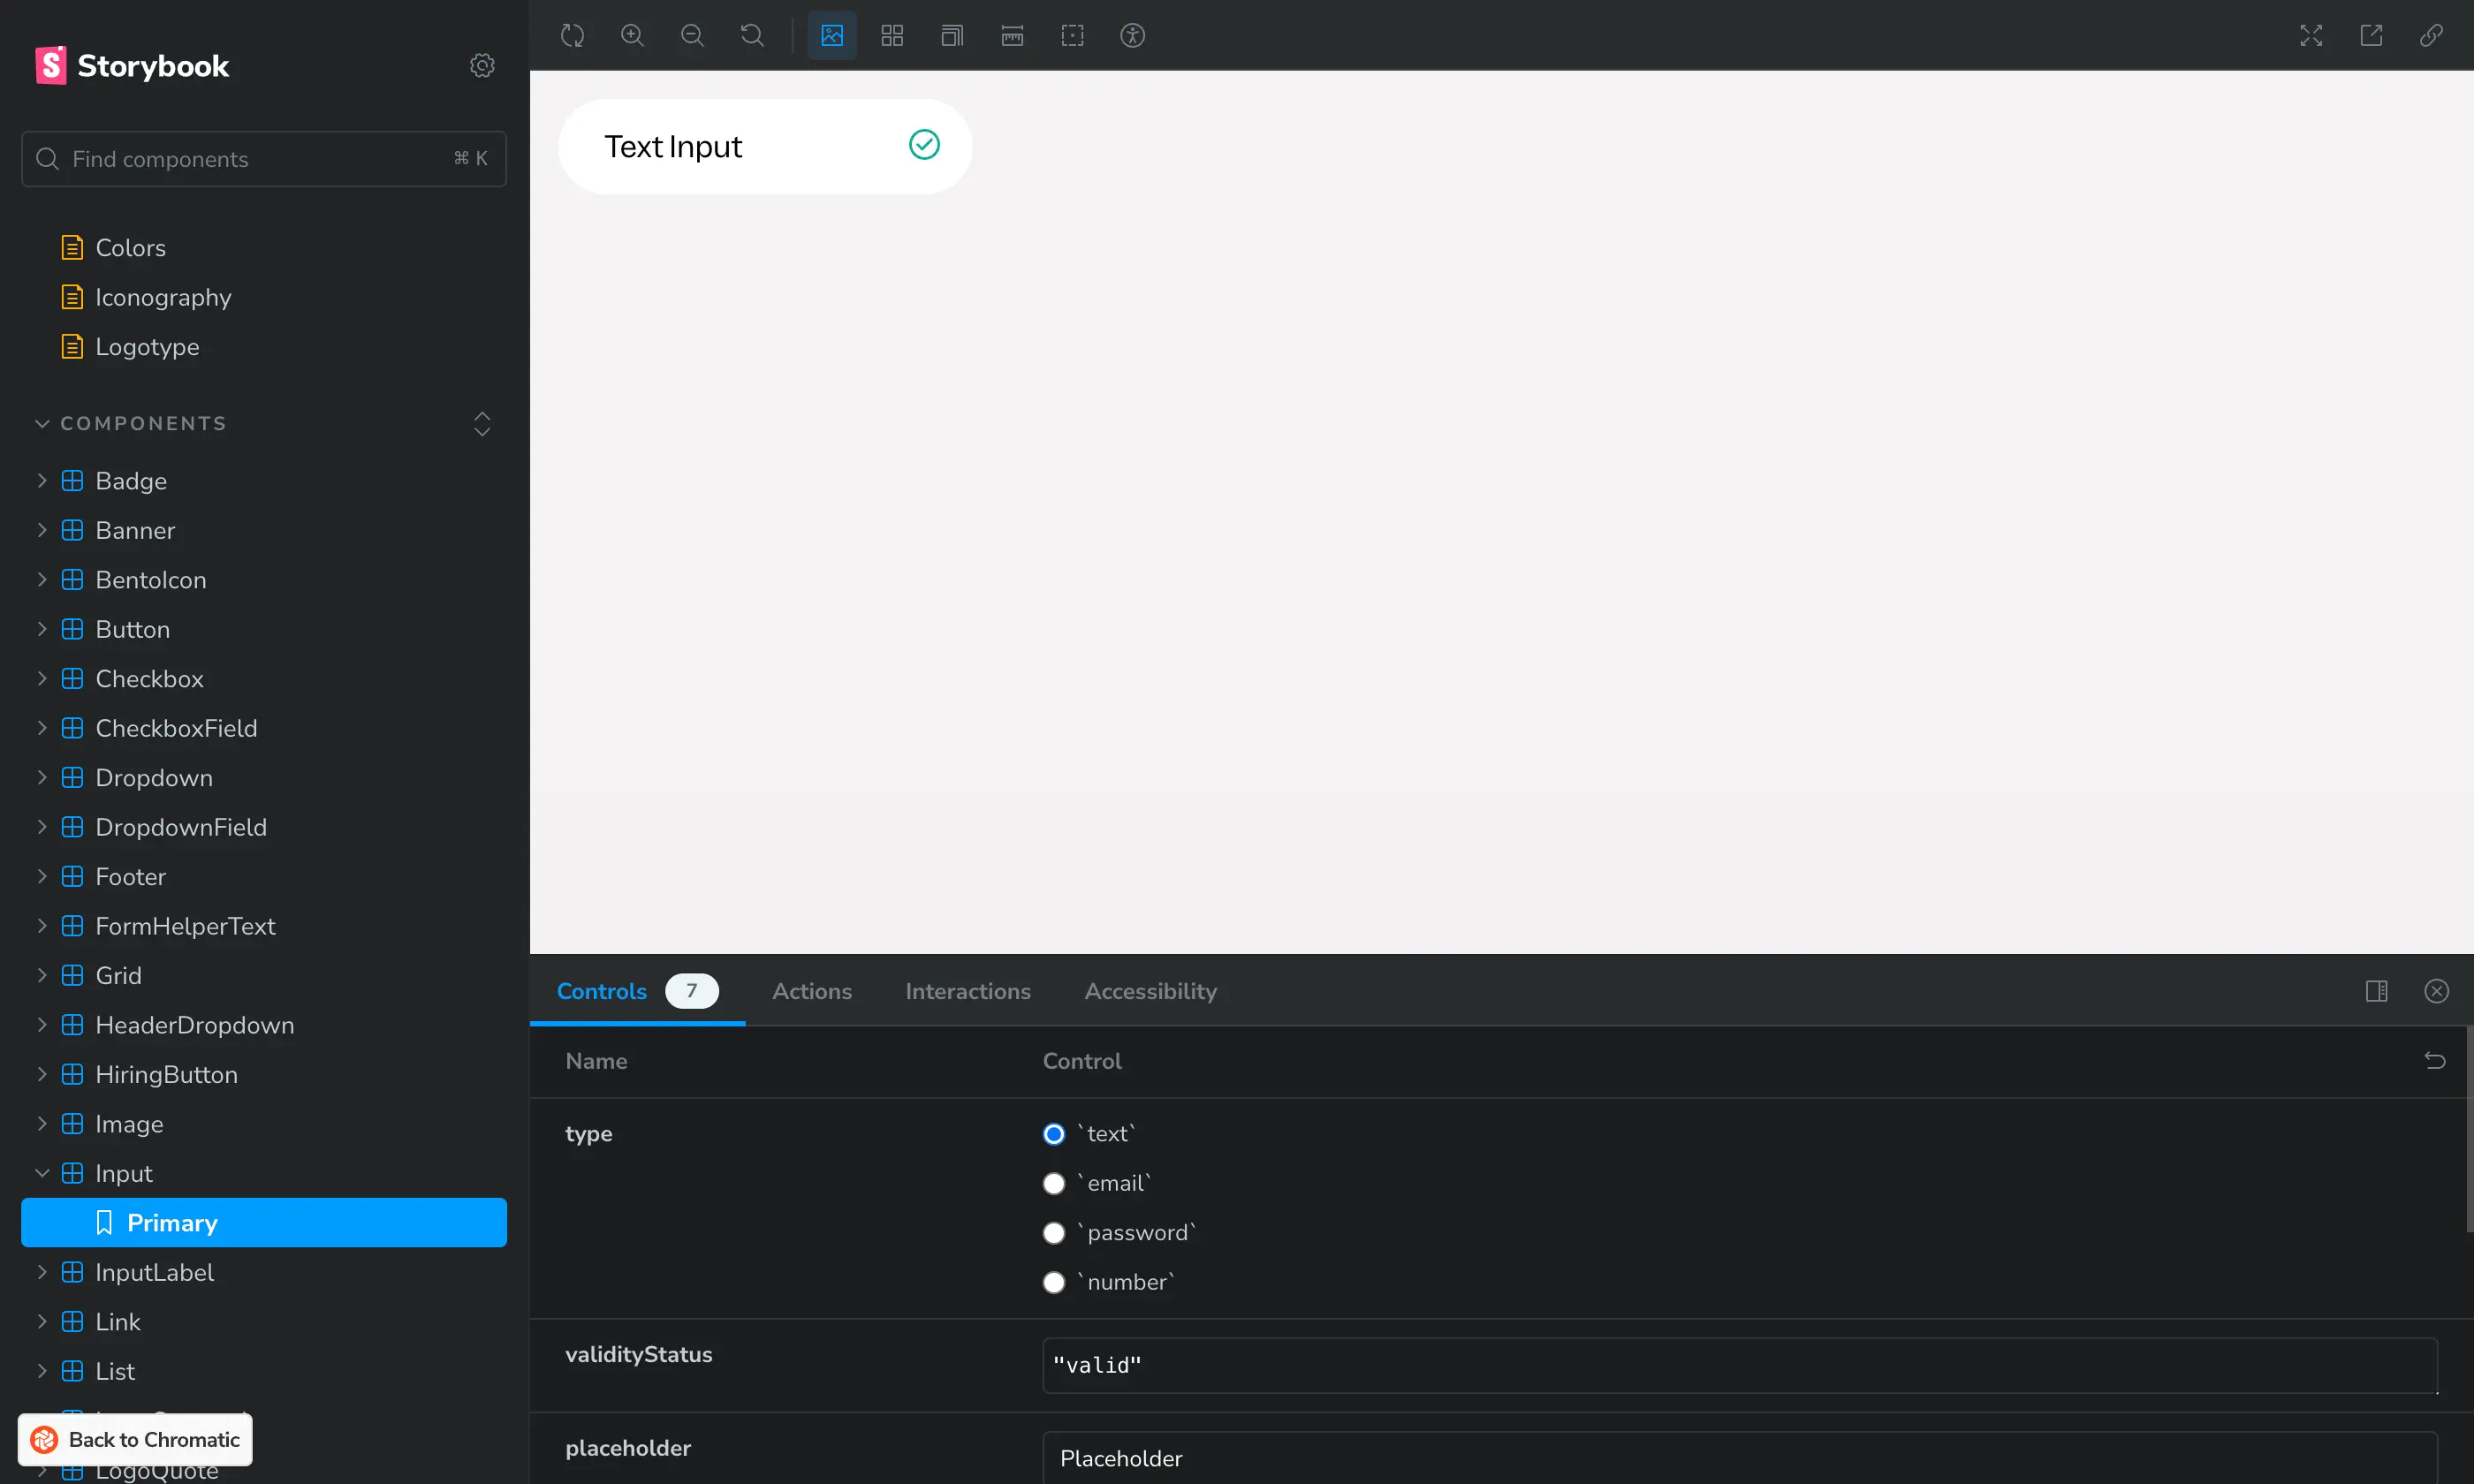 Storybook
Find components
⌘ K
Colors
Iconography
Logotype
COMPONENTS
Badge
Banner
BentoIcon
Button
Checkbox
CheckboxField
Dropdown
DropdownField
Footer
FormHelperText
Grid
HeaderDropdown
HiringButton
Image
Input
Primary
InputLabel
Link
List
Back to Chromatic
LogoQuote
Text Input
Controls 7 Actions Interactions Accessibility
Name Control
type
`text`
`email`
`password`
`number`
validityStatus "valid"
placeholder Placeholder